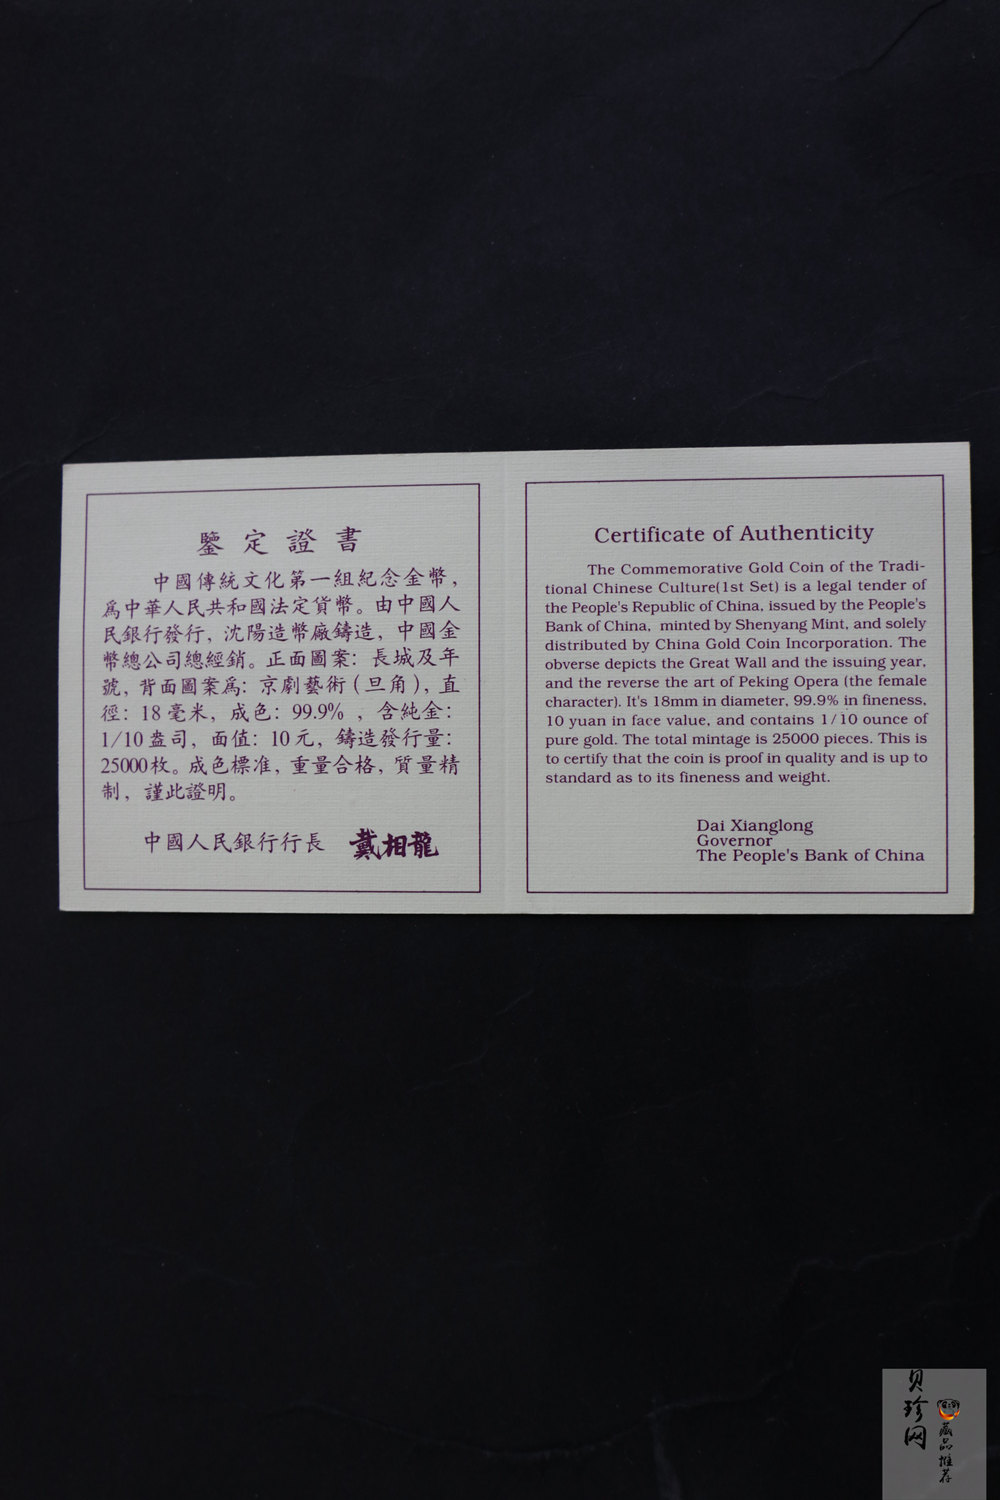 鑒定證書
中國傳統文化第一組紀念金幣，
爲中華人民共和國法定貨幣。由中國人
民銀行發行，沈陽造幣廠鑄造，中國金
幣總公司總經銷。正面圖案：長城及年
號，背面圖案爲：京劇藝術（旦角），直
徑：18毫米，成色：99.9%，含純金：
1/10盎司，面值：10元，鑄造發行量：
25000枚。成色標准，重量合格，質量精
制，謹此證明。
中國人民銀行行長 戴相龍
Certificate of Authenticity
The Commemorative Gold Coin of the Tradi-
tional Chinese Culture(1st Set) is a legal tender of
the People's Republic of China, issued by the People's
Bank of China, minted by Shenyang Mint, and solely
distributed by China Gold Coin Incorporation. The
obverse depicts the Great Wall and the issuing year,
and the reverse the art of Peking Opera (the female
character). It's 18mm in diameter, 99.9% in fineness,
10 yuan in face value, and contains 1/10 ounce of
pure gold. The total mintage is 25000 pieces. This is
to certify that the coin is proof in quality and is up to
standard as to its fineness and weight.
Dai Xianglong
Governor
The People's Bank of China
贝珍网
藏品推荐